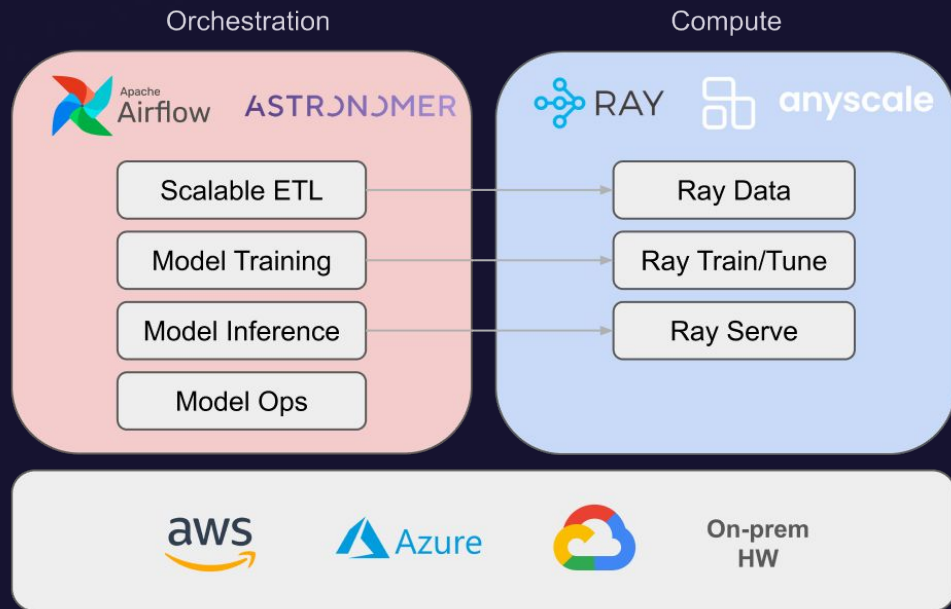 Orchestration
Compute
Apache
Airflow
ASTRONOMER
RAY
anyscale
Scalable ETL
Ray Data
Model Training
Ray Train/Tune
Model Inference
Ray Serve
Model Ops
aws
Azure
On-prem
HW